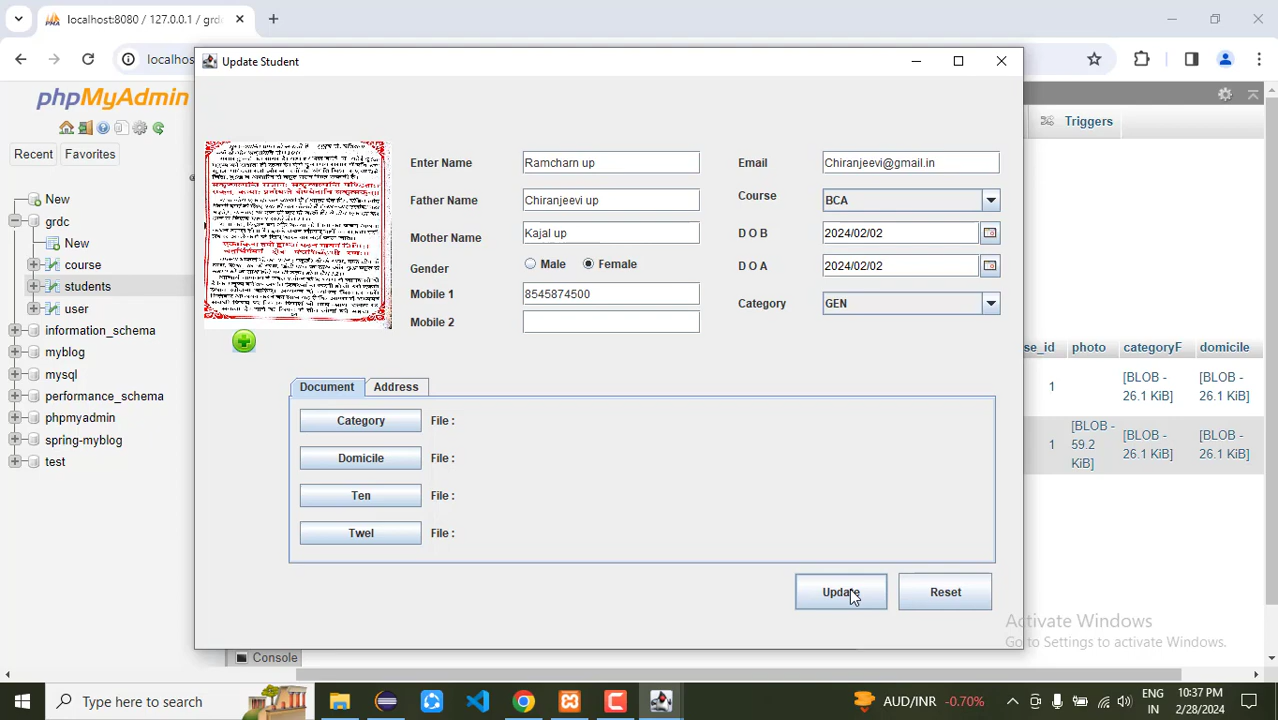 localhost:8080 / 127.0.0.1 / grd
localhos
phpMyAdmin
Recent
Favorites
New
grdc
New
course
students
user
information_schema
myblog
mysql
performance_schema
phpmyadmin
spring-myblog
test
Update Student
Enter Name
Ramcharn up
Email
Chiranjeevi@gmail.in
Father Name
Chiranjeevi up
Course
BCA
Mother Name
Kajal up
D O B
2024/02/02
Gender
Male
Female
D O A
2024/02/02
Mobile 1
8545874500
Category
GEN
Mobile 2
Document
Address
Category
File :
Domicile
File :
Ten
File :
Twel
File :
Update
Reset
Triggers
se_id
photo
categoryF
domicile
1
[BLOB -
26.1 KiB]
[BLOB -
26.1 KiB]
1
[BLOB -
59.2
KiB]
[BLOB -
26.1 KiB]
[BLOB -
26.1 KiB]
Console
Activate Windows
Go to Settings to activate Windows.
Type here to search
AUD/INR
-0.70%
ENG
IN
10:37 PM
2/28/2024